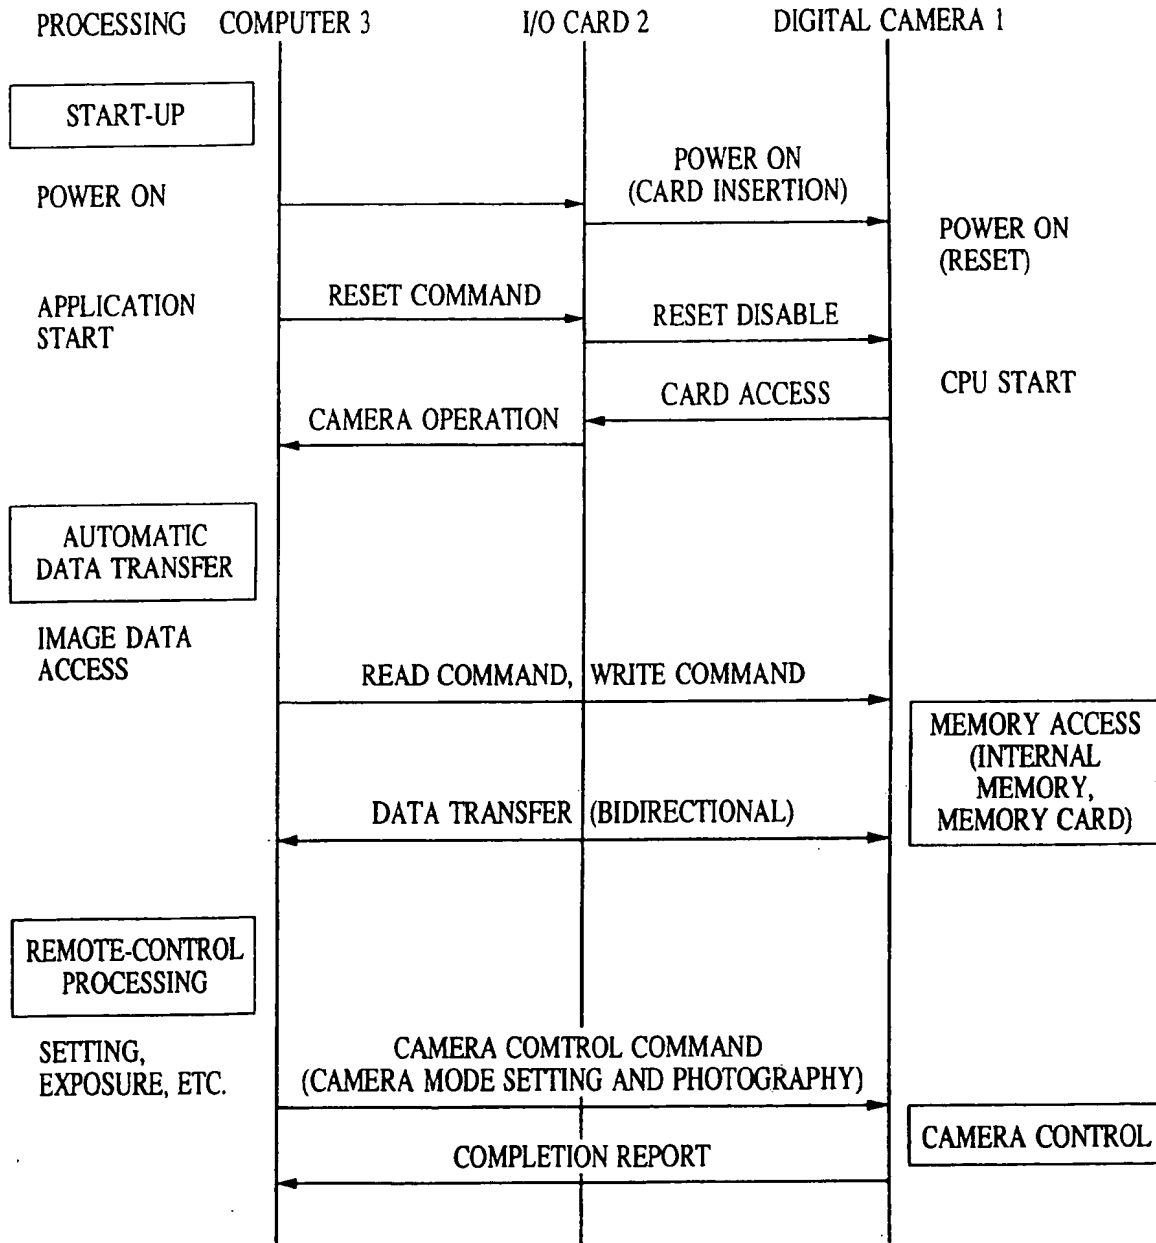 PROCESSING COMPUTER 3 I/O CARD 2 DIGITAL CAMERA 1
START-UP
POWER ON
(CARD INSERTION)
POWER ON
POWER ON
(RESET)
RESET COMMAND
APPLICATION
START
RESET DISABLE
CPU START
CARD ACCESS
CAMERA OPERATION
AUTOMATIC
DATA TRANSFER
IMAGE DATA
ACCESS
READ COMMAND, WRITE COMMAND
MEMORY ACCESS
(INTERNAL
MEMORY,
MEMORY CARD)
DATA TRANSFER (BIDIRECTIONAL)
REMOTE-CONTROL
PROCESSING
SETTING,
EXPOSURE, ETC.
CAMERA COMTROL COMMAND
(CAMERA MODE SETTING AND PHOTOGRAPHY)
CAMERA CONTROL
COMPLETION REPORT